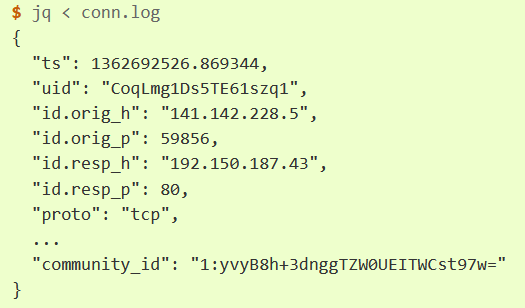 $ jq < conn.log
{
  "ts": 1362692526.869344,
  "uid": "CoqLmg1Ds5TE61szq1",
  "id.orig_h": "141.142.228.5",
  "id.orig_p": 59856,
  "id.resp_h": "192.150.187.43",
  "id.resp_p": 80,
  "proto": "tcp",
  ...
  "community_id": "1:yvyB8h+3dnggTZW0UEITWCst97w="
}